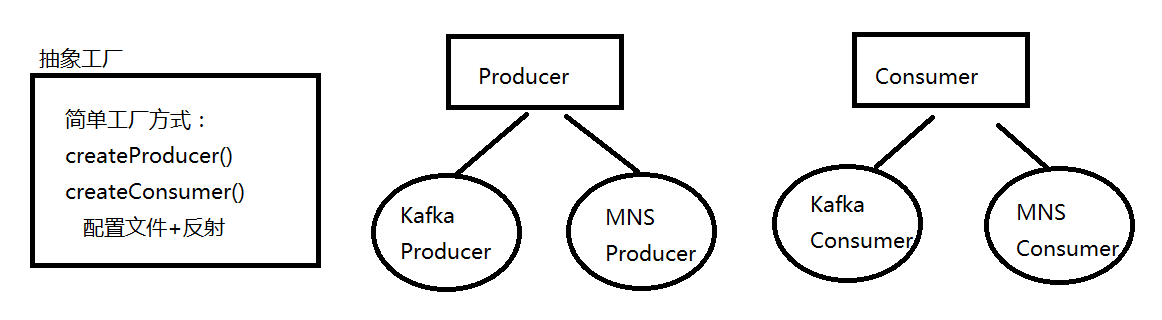 抽象工厂
简单工厂方式：
createProducer()
createConsumer()
配置文件+反射
Producer
Kafka
Producer
MNS
Producer
Consumer
Kafka
Consumer
MNS
Consumer